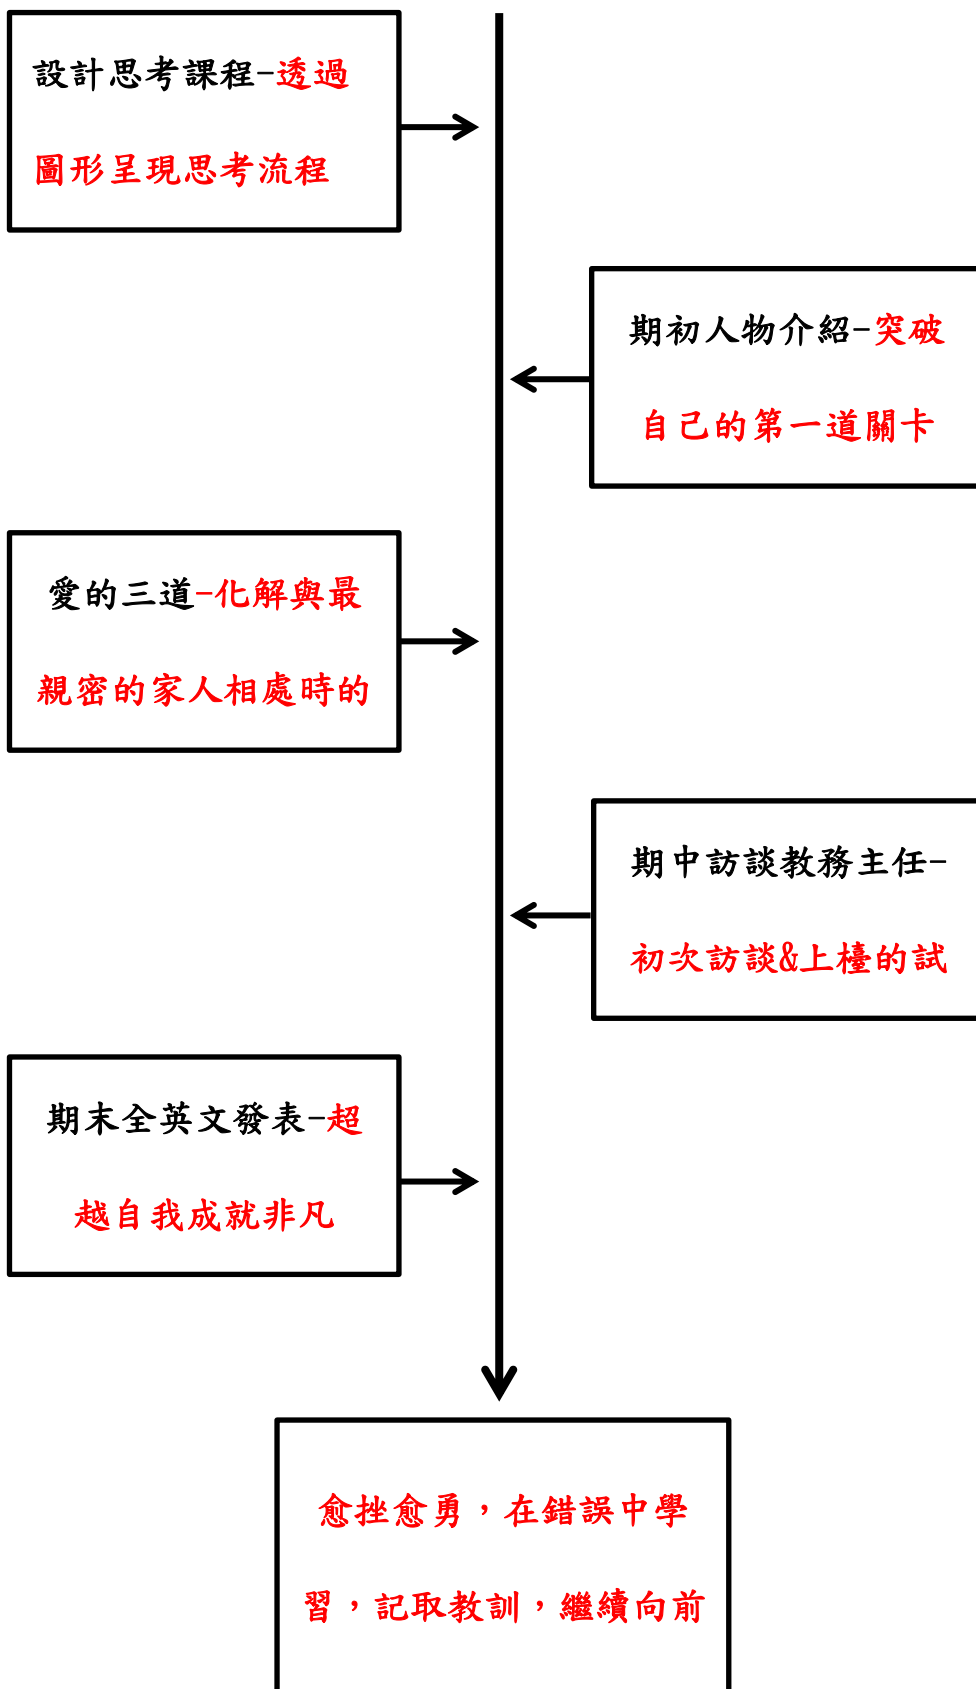 設計思考課程-透過
圖形呈現思考流程
期初人物介紹-突破
自己的第一道關卡
愛的三道-化解與最
親密的家人相處時的
期中訪談教務主任-
初次訪談&上檯的試
期末全英文發表-超
越自我成就非凡
愈挫愈勇，在錯誤中學
習，記取教訓，繼續向前